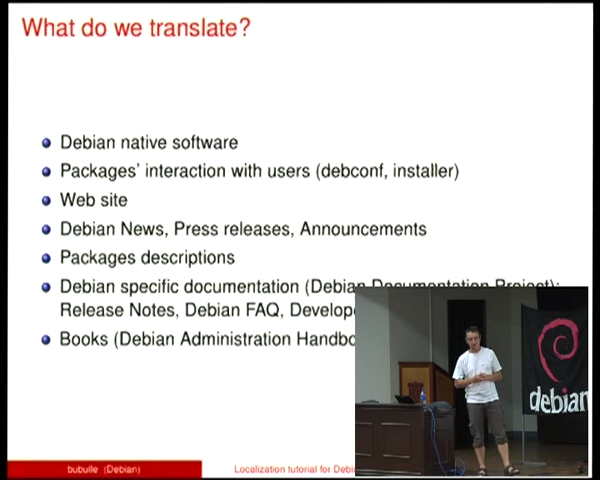 What do we translate?
Debian native software
Packages' interaction with users (debconf, installer)
Web site
Debian News, Press releases, Announcements
Packages descriptions
Debian specific documentation (Debian Documentation Project):
Release Notes, Debian FAQ,
Books (Debian Administration
debian
bubulle (Debian)
Localization tutorial for